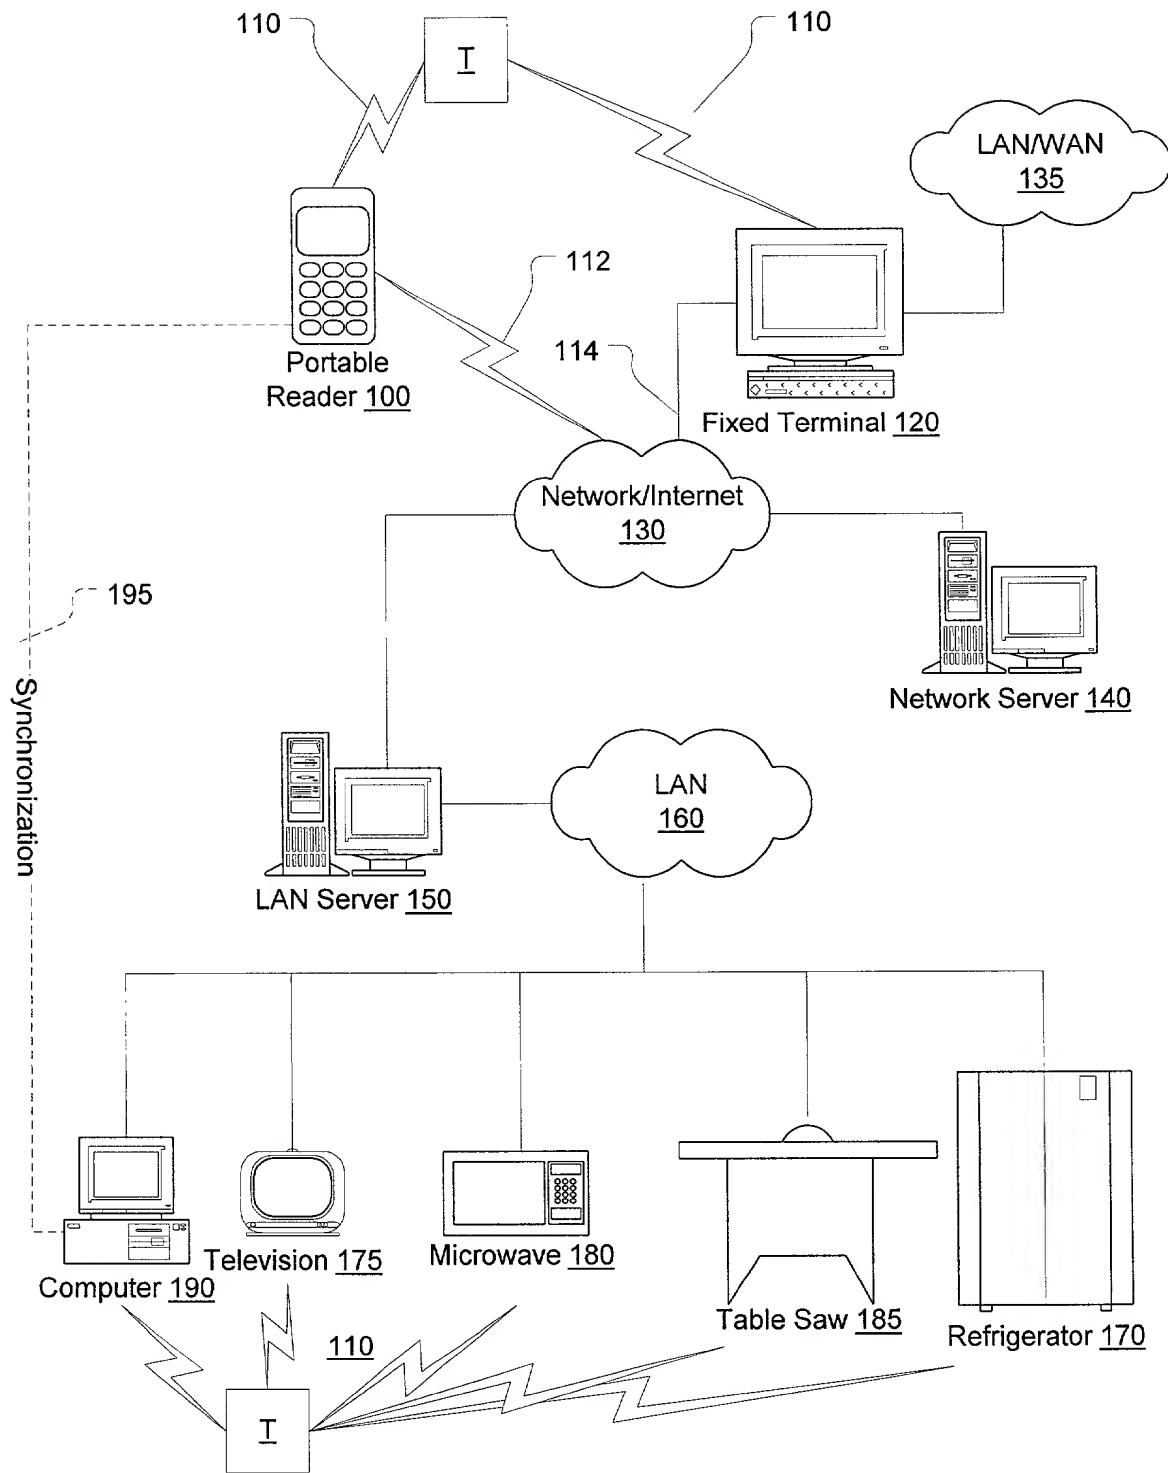 110
T
110
LAN/WAN
135
112
114
Portable
Reader 100
Fixed Terminal 120
Network/Internet
130
195
Synchronization
Network Server 140
LAN
160
LAN Server 150
Computer 190
Television 175
Microwave 180
Table Saw 185
Refrigerator 170
110
T